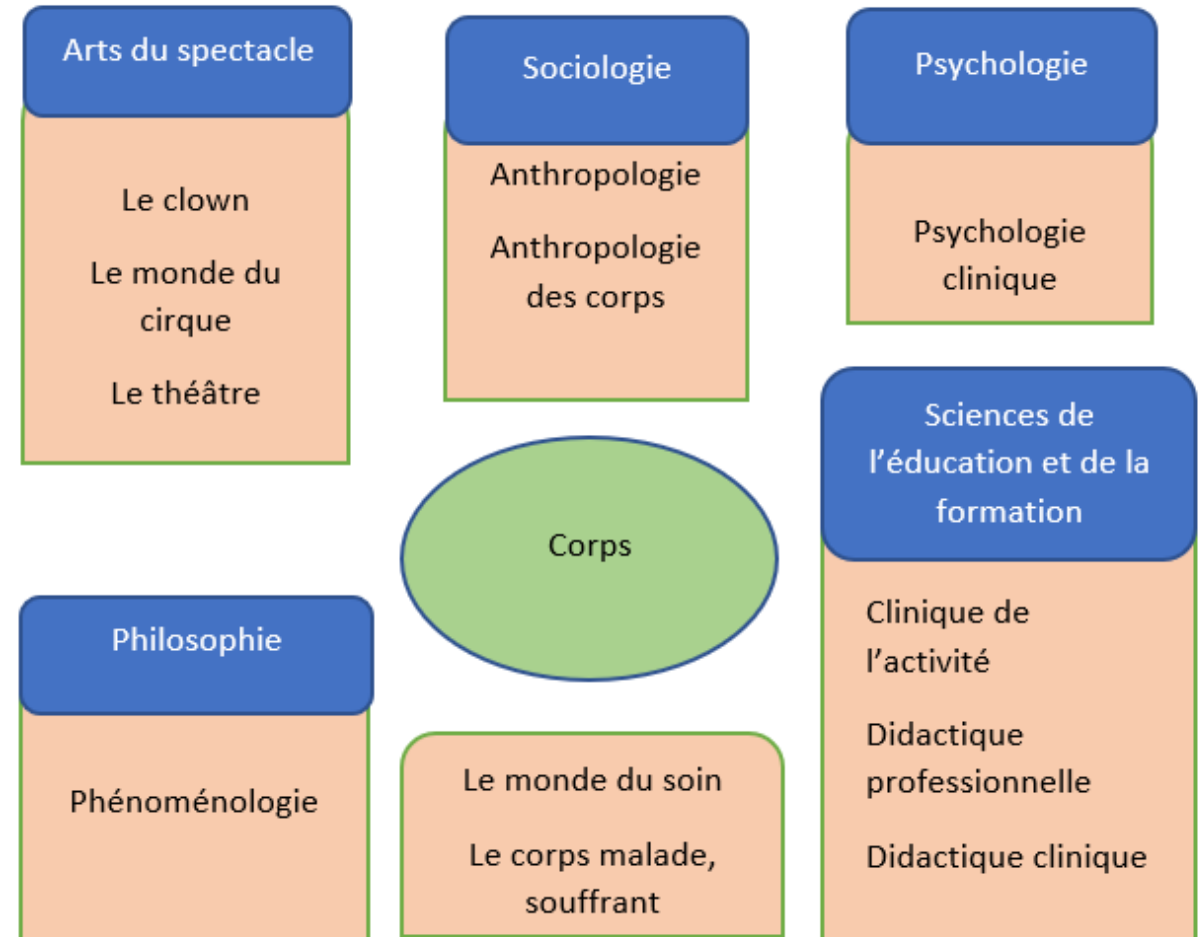 Arts du spectacle
Le clown
Le monde du
cirque
Le théâtre
Sociologie
Anthropologie
Anthropologie
des corps
Psychologie
Psychologie
clinique
Corps
Sciences de
l’éducation et de la
formation
Clinique de
l’activité
Didactique
professionnelle
Didactique clinique
Philosophie
Phénoménologie
Le monde du soin
Le corps malade,
souffrant